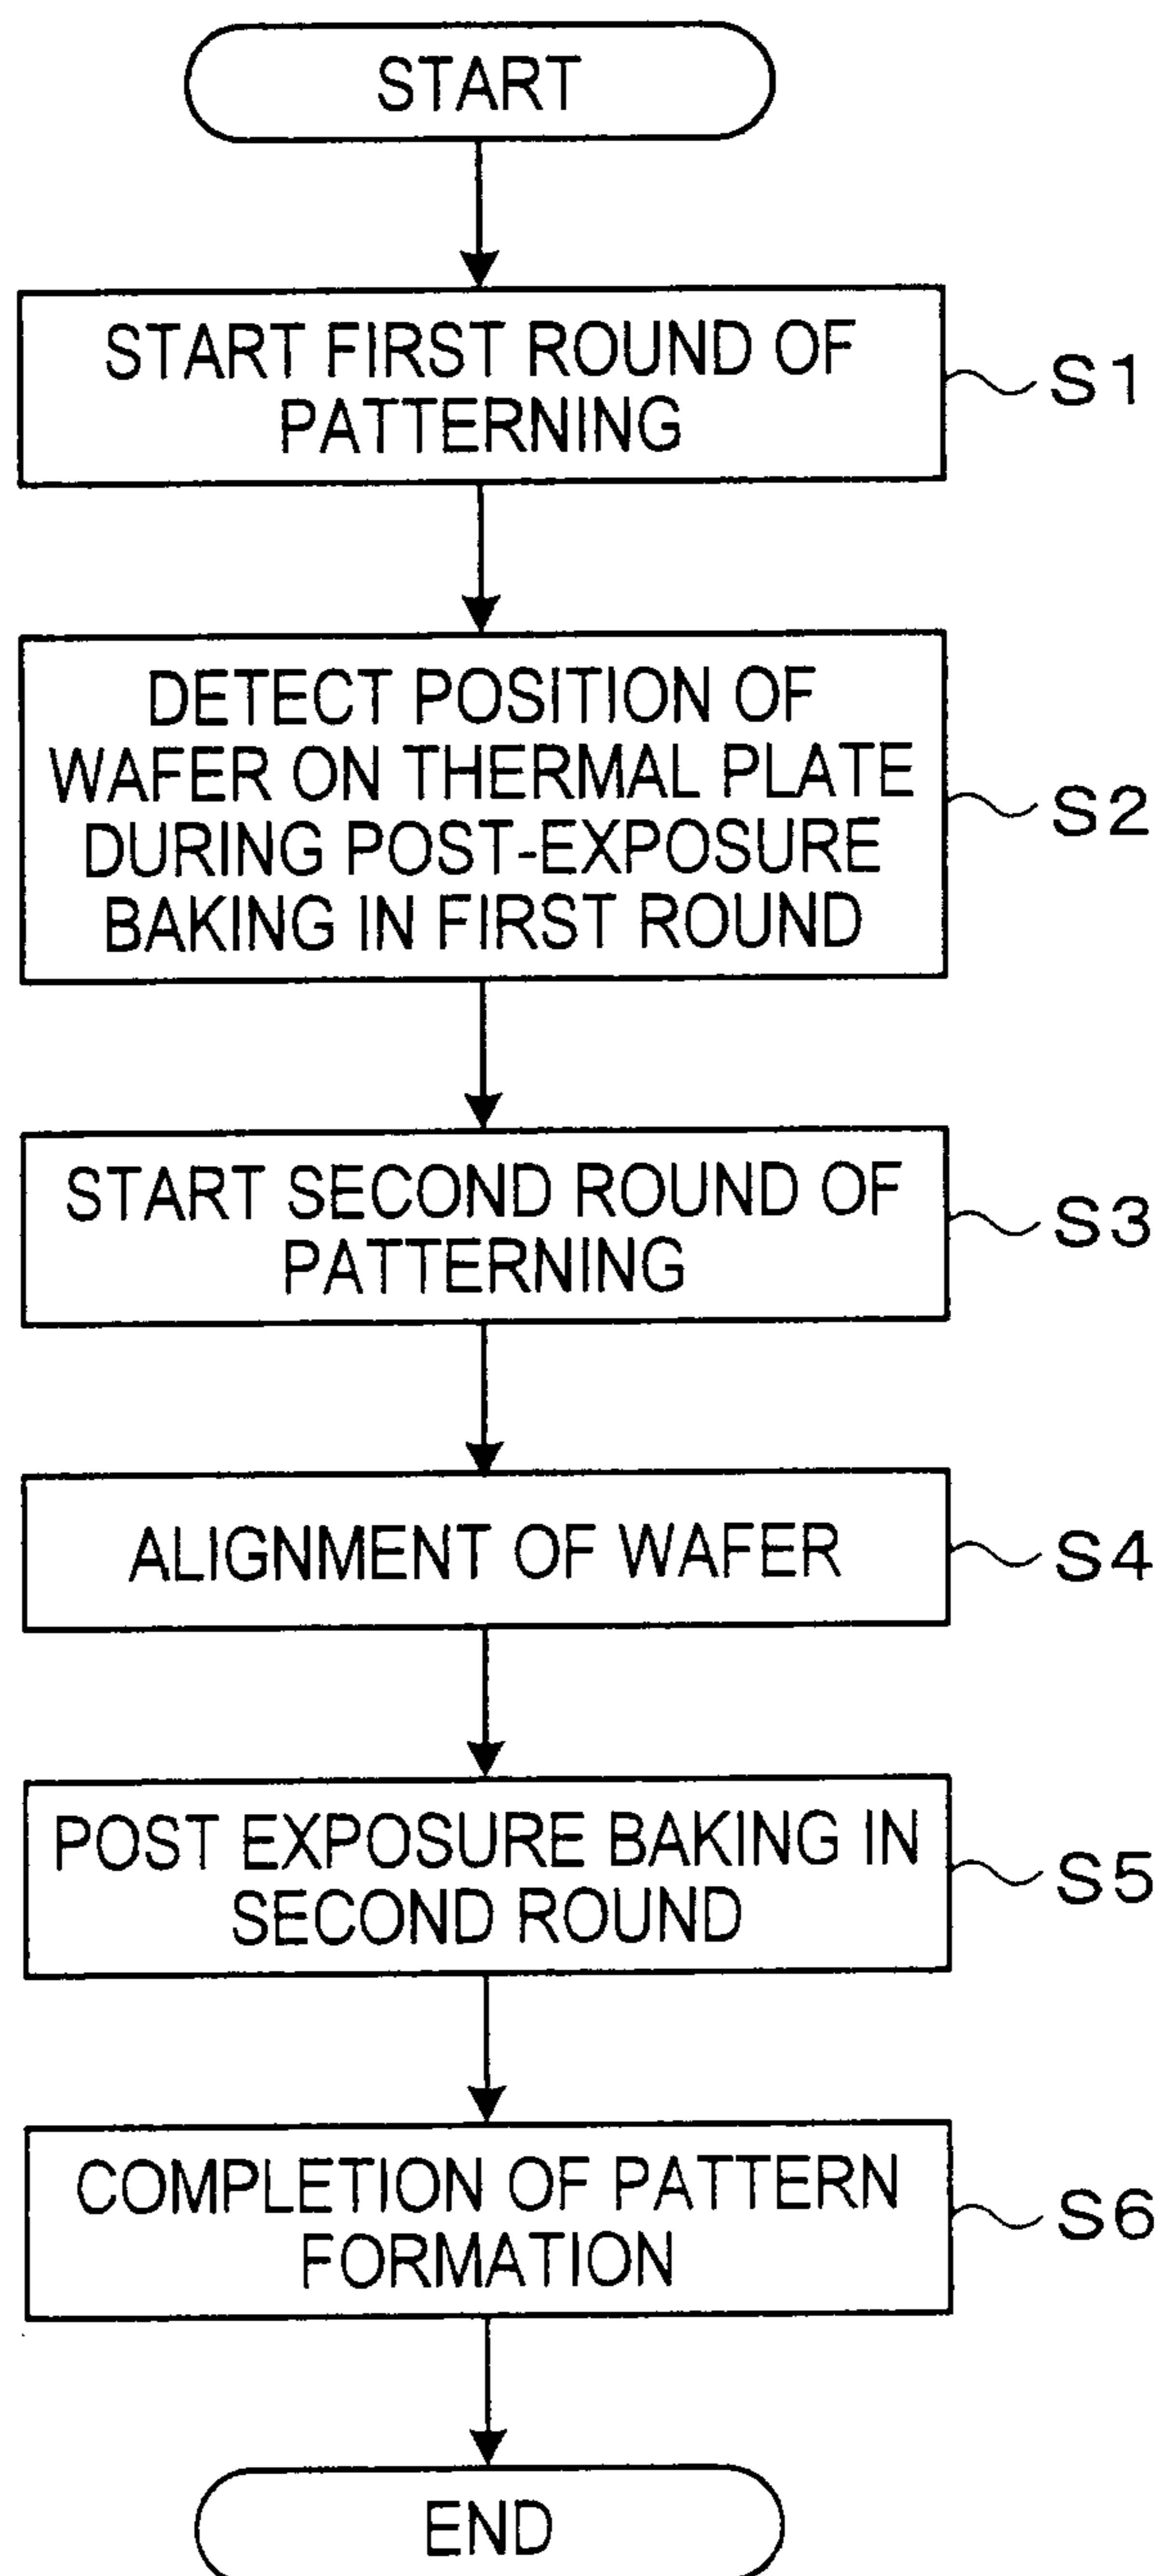 START
START FIRST ROUND OF
PATTERNING
S1
DETECT POSITION OF
WAFER ON THERMAL PLATE
DURING POST-EXPOSURE
BAKING IN FIRST ROUND
S2
START SECOND ROUND OF
PATTERNING
S3
ALIGNMENT OF WAFER
S4
POST EXPOSURE BAKING IN
SECOND ROUND
S5
COMPLETION OF PATTERN
FORMATION
S6
END